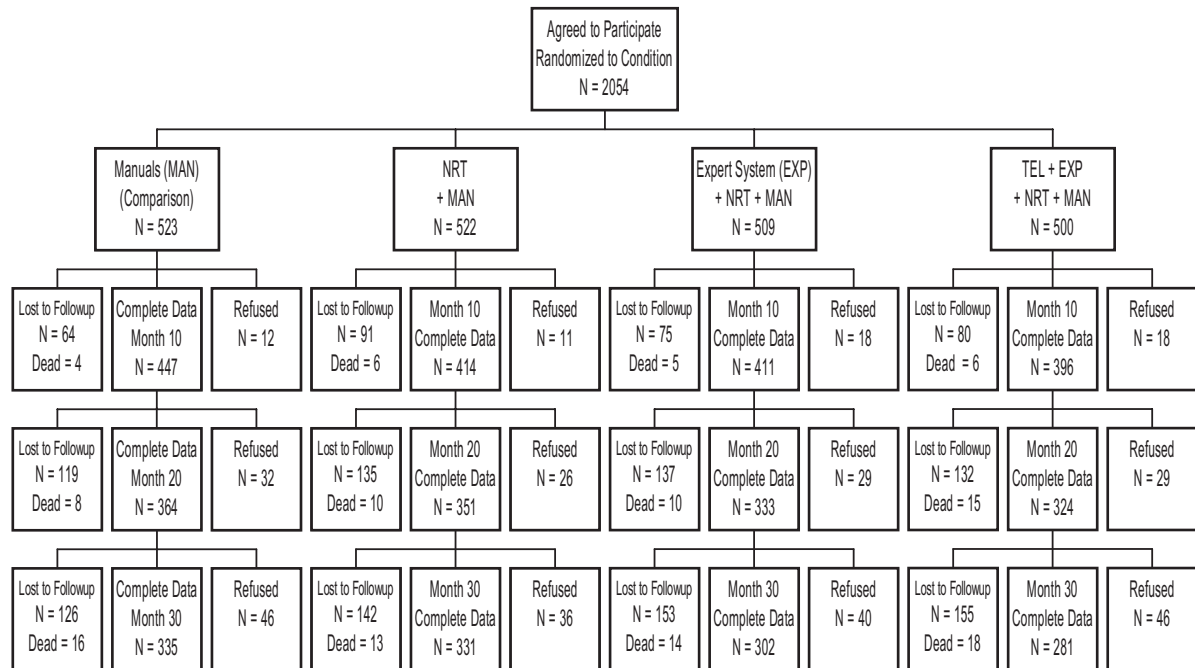 Agreed to Participate
Randomized to Condition
N = 2054
Manuals (MAN)
(Comparison)
N = 523
NRT
+ MAN
N = 522
Expert System (EXP)
+ NRT + MAN
N = 509
TEL + EXP
+ NRT + MAN
N = 500
Lost to Followup
N = 64
Dead = 4
Complete Data
Month 10
N = 447
Refused
N = 12
Lost to Followup
N = 91
Dead = 6
Month 10
Complete Data
N = 414
Refused
N = 11
Lost to Followup
N = 75
Dead = 5
Month 10
Complete Data
N = 411
Refused
N = 18
Lost to Followup
N = 80
Dead = 6
Month 10
Complete Data
N = 396
Refused
N = 18
Lost to Followup
N = 119
Dead = 8
Complete Data
Month 20
N = 364
Refused
N = 32
Lost to Followup
N = 135
Dead = 10
Month 20
Complete Data
N = 351
Refused
N = 26
Lost to Followup
N = 137
Dead = 10
Month 20
Complete Data
N = 333
Refused
N = 29
Lost to Followup
N = 132
Dead = 15
Month 20
Complete Data
N = 324
Refused
N = 29
Lost to Followup
N = 126
Dead = 16
Complete Data
Month 30
N = 335
Refused
N = 46
Lost to Followup
N = 142
Dead = 13
Month 30
Complete Data
N = 331
Refused
N = 36
Lost to Followup
N = 153
Dead = 14
Month 30
Complete Data
N = 302
Refused
N = 40
Lost to Followup
N = 155
Dead = 18
Month 30
Complete Data
N = 281
Refused
N = 46